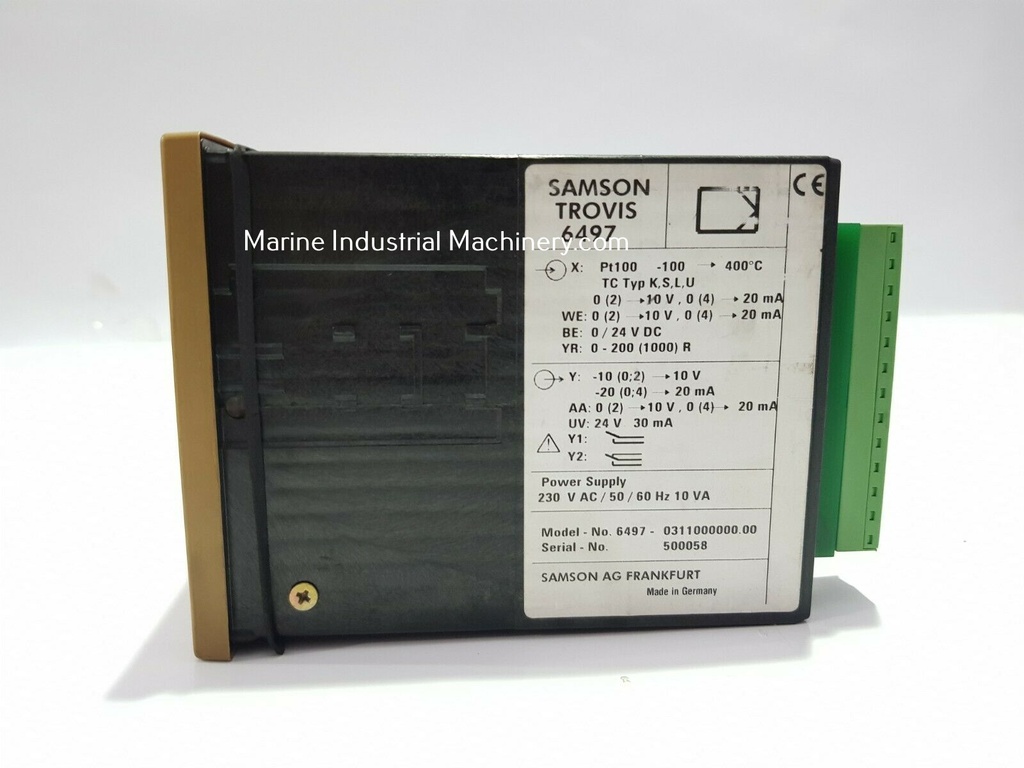 SAMSON
TROVIS
6497
CE
Marine Industrial Machinery.com
X: Pt100 -100 → 400°C
TC Typ K,S,L,U
0 (2) → 10 V , 0 (4) → 20 mA
WE: 0 (2) → 10 V , 0 (4) → 20 mA
BE: 0 / 24 V DC
YR: 0 - 200 (1000) R
Y: -10 (0;2) → 10 V
-20 (0;4) → 20 mA
AA: 0 (2) → 10 V , 0 (4) → 20 mA
UV: 24 V 30 mA
Y1:
Y2:
Power Supply
230 V AC / 50 / 60 Hz 10 VA
Model - No. 6497 - 0311000000.00
Serial - No. 500058
SAMSON AG FRANKFURT
Made in Germany